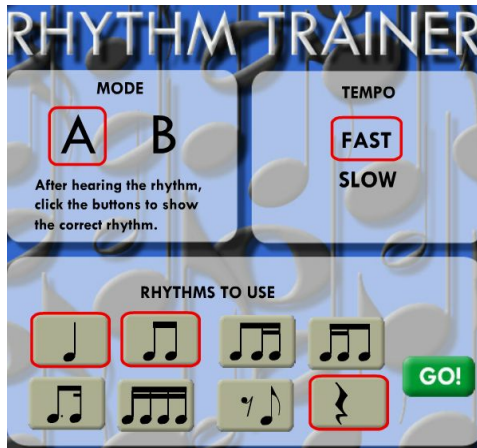 RHYTHM TRAINER
MODE
A B
After hearing the rhythm,
click the buttons to show
the correct rhythm.
TEMPO
FAST
SLOW
RHYTHMS TO USE
GO!